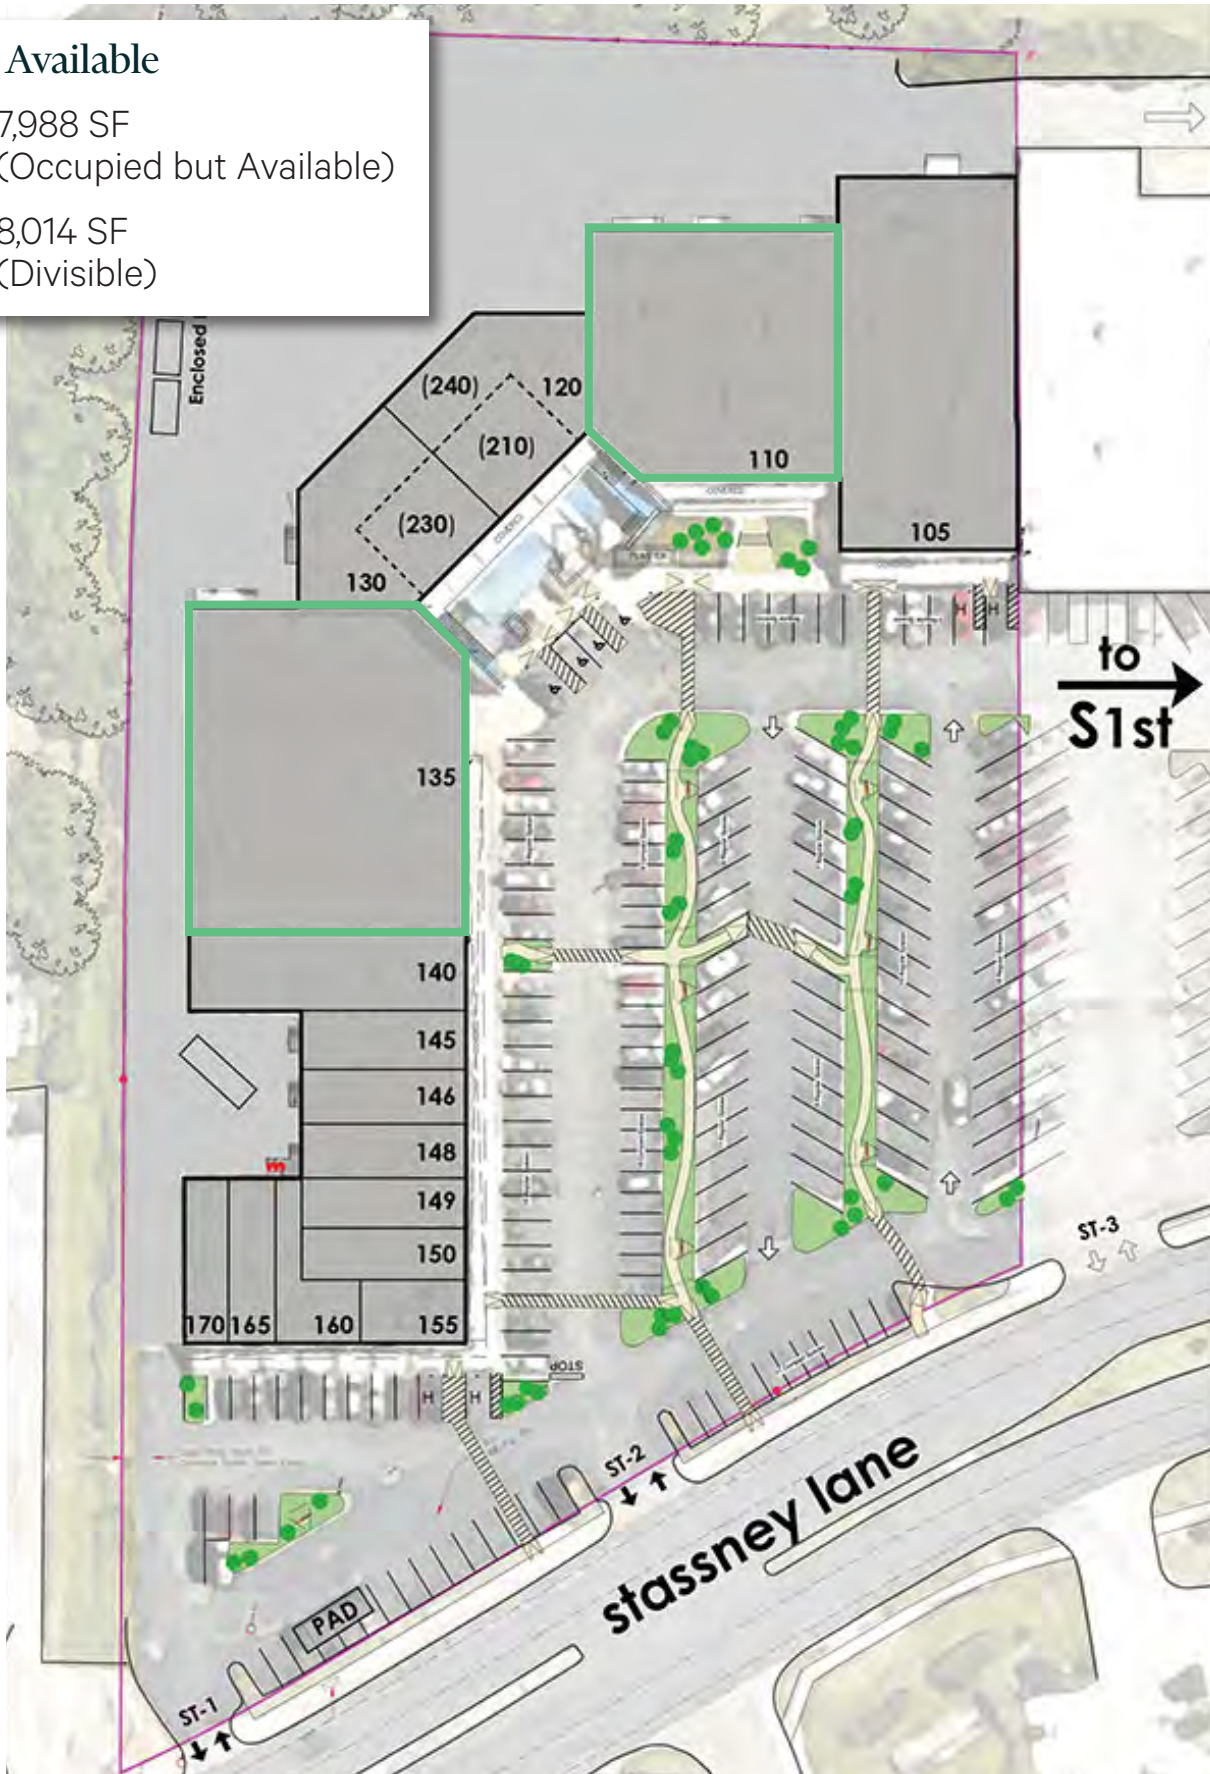 Available
7,988 SF
(Occupied but Available)
8,014 SF
(Divisible)
Enclosed
(240)
120
(210)
(230)
130
110
105
COVERED
COVERED
H
H
to
S1st
135
140
145
146
148
149
150
170
165
160
155
STOP
H
H
ST-3
ST-2
stassney lane
PAD
ST-1